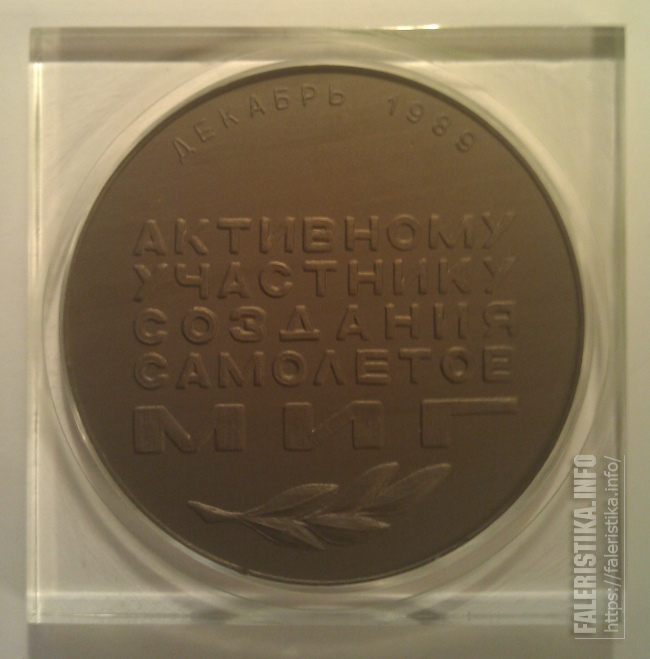 ДЕКАБРЬ 1989
АКТИВНОМУ
УЧАСТНИКУ
СОЗДАНИЯ
САМОЛЕТОВ
МИГ
FALERISTIKA.INFO
https://faleristika.info/